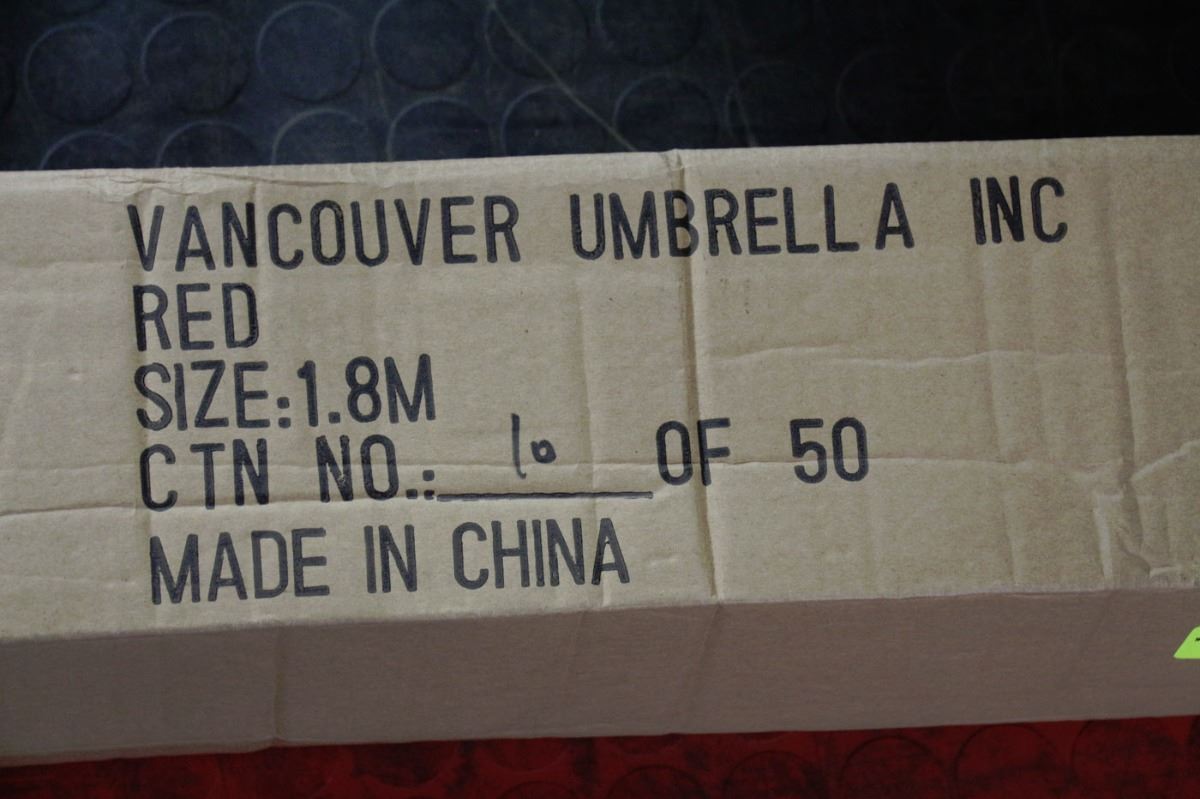 VANCOUVER UMBRELLA INC
RED
SIZE:1.8M
CTN NO.: 10 OF 50
MADE IN CHINA